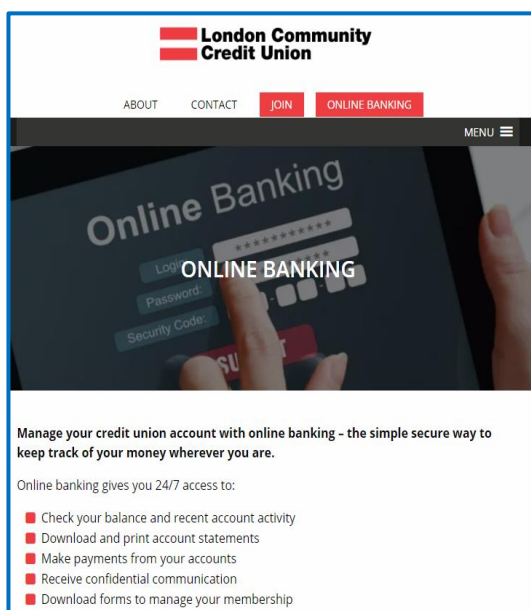 London Community
Credit Union
ABOUT CONTACT JOIN ONLINE BANKING
MENU
Online Banking
Login: ***********
ONLINE BANKING
Password:
Security Code:
Manage your credit union account with online banking – the simple secure way to
keep track of your money wherever you are.
Online banking gives you 24/7 access to:
Check your balance and recent account activity
Download and print account statements
Make payments from your accounts
Receive confidential communication
Download forms to manage your membership